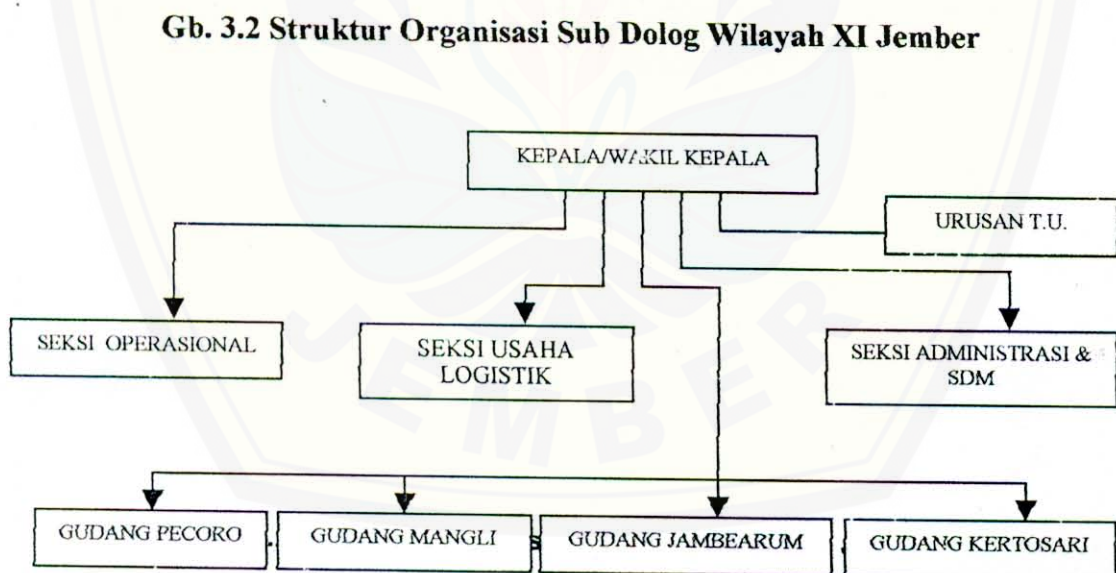 Gb. 3.2 Struktur Organisasi Sub Dolog Wilayah XI Jember
KEPALA/WAKIL KEPALA
URUSAN T.U.
SEKSI OPERASIONAL
SEKSI USAHA
LOGISTIK
SEKSI ADMINISTRASI &
SDM
GUDANG PECORO
GUDANG MANGLI
GUDANG JAMBEARUM
GUDANG KERTOSARI
JEMBER